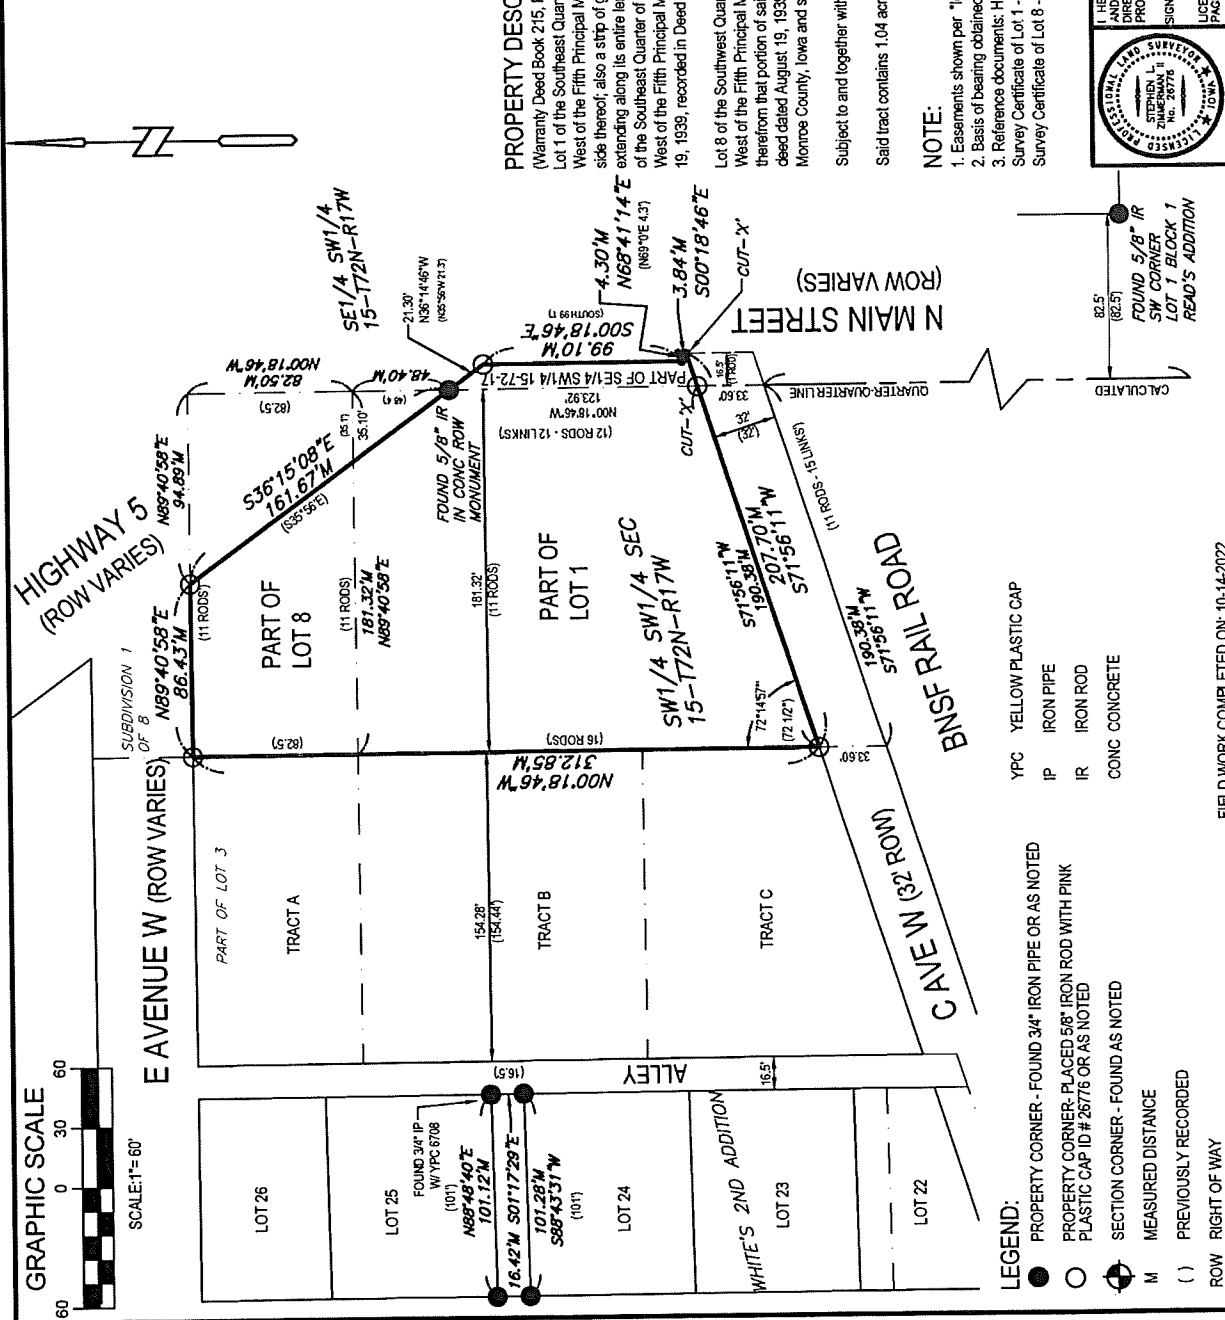 GRAPHIC SCALE
60 0 30 60
SCALE:1"= 60'
HIGHWAY 5
(ROW VARIES)
E AVENUE W (ROW VARIES)
SUBDIVISION 1
OF 8
N89°40'58"E
86.43'M
(11 RODS)
N89°40'58"E
94.89'M
S36°15'08"E
161.67'M
(S35°56'E)
N00°18'46"W
82.50'M
(82.5')
48.40'M
(48.4')
(35.1')
35.10'
SE1/4 SW1/4
15-T72N-R17W
21.30'
N36°14'46"W
(N35°56'W 21.3')
PART OF
LOT 8
(82.5')
(11 RODS)
181.32'M
N89°40'58"E
FOUND 5/8" IR
IN CONC ROW
MONUMENT
99.10'M
S00°18'46"E
(SOUTH 99.1')
4.30'M
N68°41'14"E
(N69°0'E 4.3')
3.84'M
S00°18'46"E
CUT-'X'
PART OF SE1/4 SW1/4 15-72-17
123.92'
N00°18'46"W
(12 RODS - 12 LINKS)
181.32'
(11 RODS)
PART OF
LOT 1
SW1/4 SW1/4 SEC
15-T72N-R17W
N00°18'46"W
312.85'M
(16 RODS)
CUT-'X'
16.5'
(1 ROD)
33.60'
32'
(32')
QUARTER-QUARTER LINE
CALCULATED
N MAIN STREET
(ROW VARIES)
S71°56'11"W
190.38'M
207.70'M
S71°56'11"W
(11 RODS - 15 LINKS)
72°14'57"
(72 1/2°)
33.60'
190.38'M
S71°56'11"W
BNSF RAIL ROAD
C AVE W (32' ROW)
PART OF LOT 3
TRACT A
154.28'
(154.44')
TRACT B
TRACT C
ALLEY
(16.5')
16.5'
LOT 26
LOT 25
FOUND 3/4" IP
W/ YPC 6708
(101')
N88°48'40"E
101.12'M
16.42'M S01°17'29"E
101.28'M
S88°43'31"W
(101')
LOT 24
WHITE'S 2ND ADDITION
LOT 23
LOT 22
82.5'
(82.5')
FOUND 5/8" IR
SW CORNER
LOT 1 BLOCK 1
READ'S ADDITION
PROPERTY DESC
(Warranty Deed Book 215, P
Lot 1 of the Southeast Quar
West of the Fifth Principal M
side thereof; also a strip of g
extending along its entire le
of the Southeast Quarter of
West of the Fifth Principal M
19, 1939, recorded in Deed
Lot 8 of the Southwest Qua
West of the Fifth Principal M
therefrom that portion of sai
deed dated August 19, 1939
Monroe County, Iowa and s
Subject to and together with
Said tract contains 1.04 acr
NOTE:
1. Easements shown per "l
2. Basis of bearing obtained
3. Reference documents: H
Survey Certificate of Lot 1 -
Survey Certificate of Lot 8 -
LICENSED PROFESSIONAL LAND SURVEYOR
STEPHEN L.
ZIMMERMAN II
No. 26776
IOWA
I HE
AND
DIRE
PRO
SIGN
LICE
PAG
LEGEND:
PROPERTY CORNER - FOUND 3/4" IRON PIPE OR AS NOTED
PROPERTY CORNER- PLACED 5/8" IRON ROD WITH PINK
PLASTIC CAP ID # 26776 OR AS NOTED
SECTION CORNER - FOUND AS NOTED
M MEASURED DISTANCE
( ) PREVIOUSLY RECORDED
ROW RIGHT OF WAY
YPC YELLOW PLASTIC CAP
IP IRON PIPE
IR IRON ROD
CONC CONCRETE
FIELD WORK COMPLETED ON: 10-14-2022